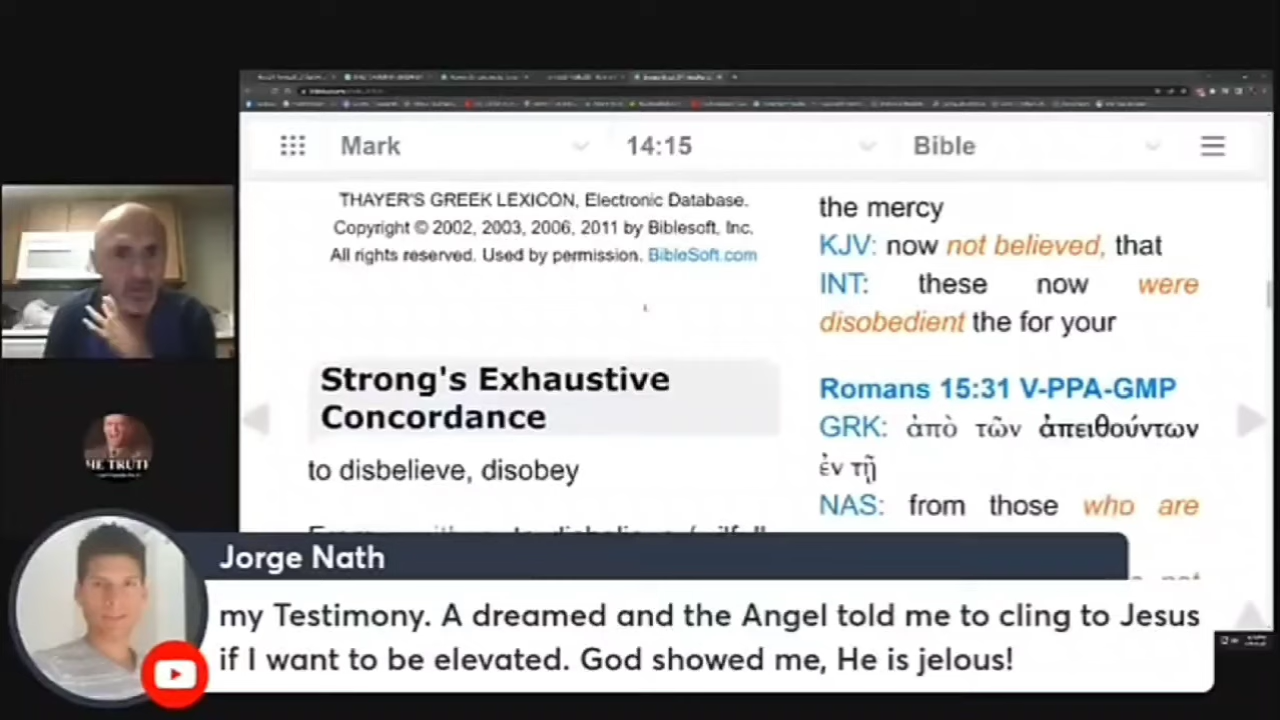 Mark
14:15
Bible
THAYER'S GREEK LEXICON, Electronic Database.
Copyright © 2002, 2003, 2006, 2011 by Biblesoft, Inc.
All rights reserved. Used by permission. BibleSoft.com
Strong's Exhaustive
Concordance
to disbelieve, disobey
the mercy
KJV: now not believed, that
INT: these now were
disobedient the for your
Romans 15:31 V-PPA-GMP
GRK: ἀπὸ τῶν ἀπειθούντων
ἐν τῇ
NAS: from those who are
HE TRUTH
Jorge Nath
my Testimony. A dreamed and the Angel told me to cling to Jesus
if I want to be elevated. God showed me, He is jelous!